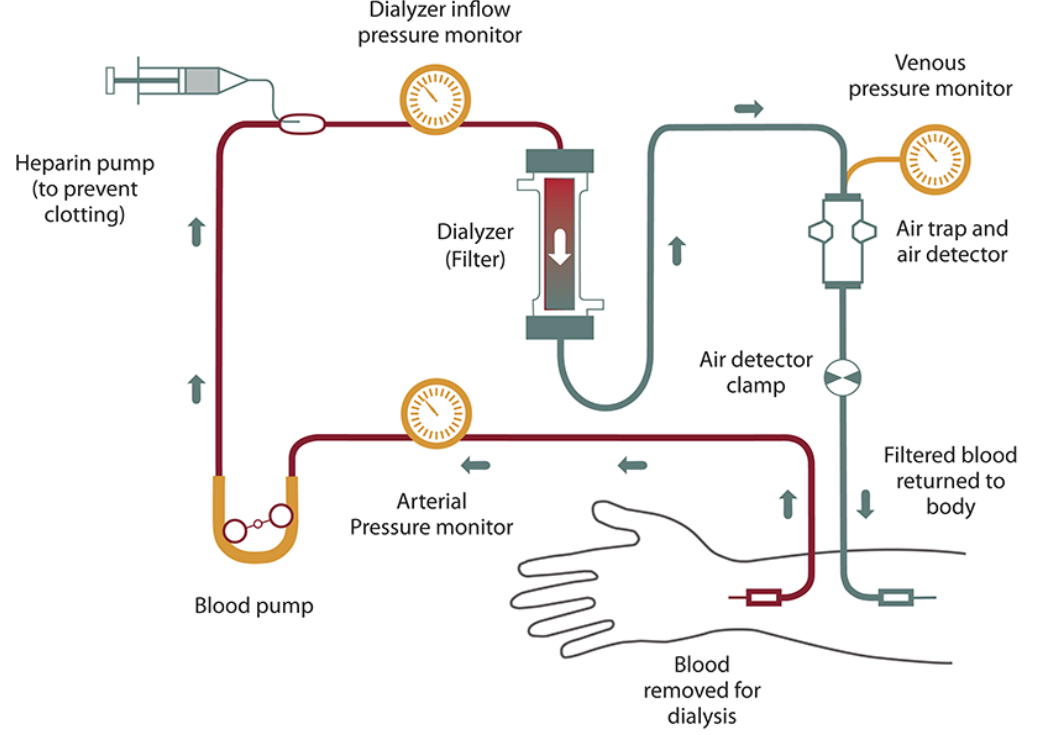 Dialyzer inflow
pressure monitor
Venous
pressure monitor
Heparin pump
(to prevent
clotting)
Dialyzer
(Filter)
Air trap and
air detector
Air detector
clamp
Arterial
Pressure monitor
Filtered blood
returned to
body
Blood pump
Blood
removed for
dialysis